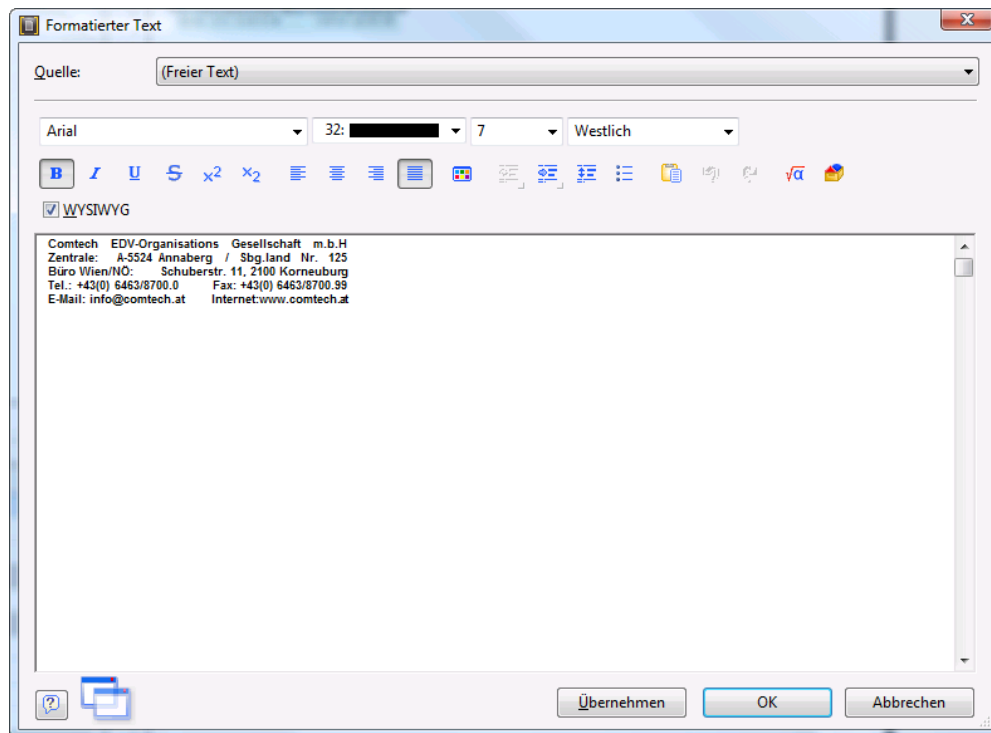 Formatierter Text
Quelle: (Freier Text)
Arial 32: 7 Westlich
B I U S x² x₂ √α
WYSIWYG
Comtech EDV-Organisations Gesellschaft m.b.H
Zentrale: A-5524 Annaberg / Sbg.land Nr. 125
Büro Wien/NÖ: Schuberstr. 11, 2100 Korneuburg
Tel.: +43(0) 6463/8700.0 Fax: +43(0) 6463/8700.99
E-Mail: info@comtech.at Internet:www.comtech.at
Übernehmen OK Abbrechen